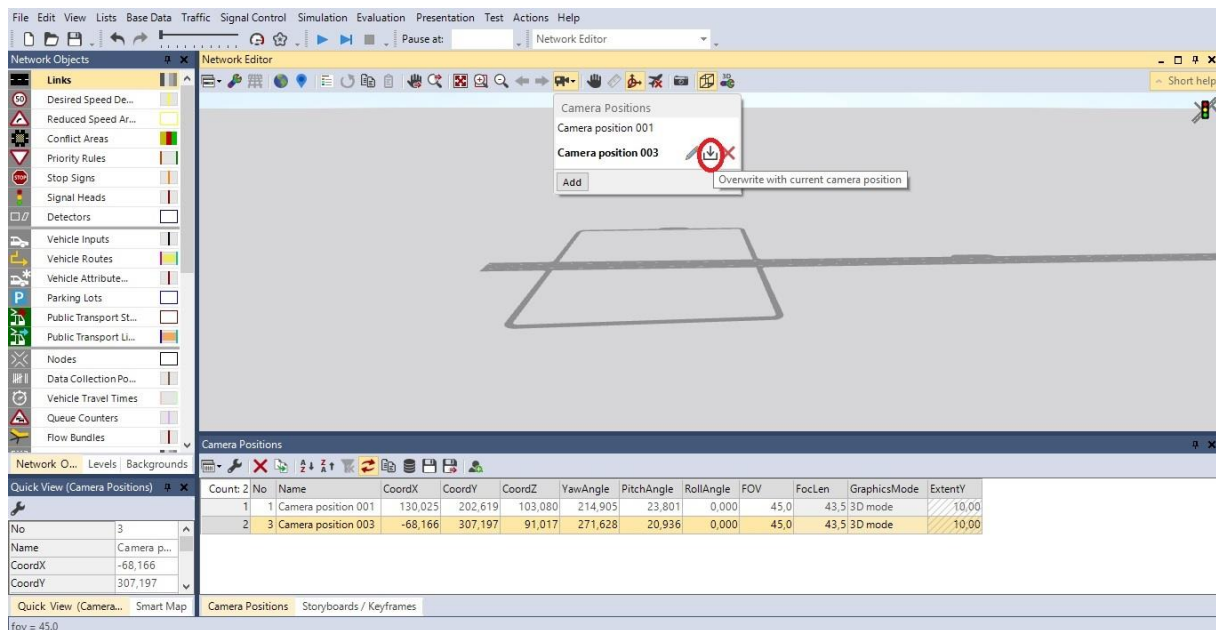 File Edit View Lists Base Data Traffic Signal Control Simulation Evaluation Presentation Test Actions Help
Pause at: Network Editor
Network Objects
Links
Desired Speed De...
Reduced Speed Ar...
Conflict Areas
Priority Rules
Stop Signs
Signal Heads
Detectors
Vehicle Inputs
Vehicle Routes
Vehicle Attribute...
Parking Lots
Public Transport St...
Public Transport Li...
Nodes
Data Collection Po...
Vehicle Travel Times
Queue Counters
Flow Bundles
Network O... Levels Backgrounds
Quick View (Camera Positions)
No 3
Name Camera p...
CoordX -68,166
CoordY 307,197
Quick View (Camera... Smart Map
fov = 45.0
Network Editor
Short help
Camera Positions
Camera position 001
Camera position 003
Add
Overwrite with current camera position
Camera Positions
Count: 2 No Name CoordX CoordY CoordZ YawAngle PitchAngle RollAngle FOV FocLen GraphicsMode ExtentY
1 1 Camera position 001 130,025 202,619 103,080 214,905 23,801 0,000 45,0 43,5 3D mode 10,00
2 3 Camera position 003 -68,166 307,197 91,017 271,628 20,936 0,000 45,0 43,5 3D mode 10,00
Camera Positions Storyboards / Keyframes